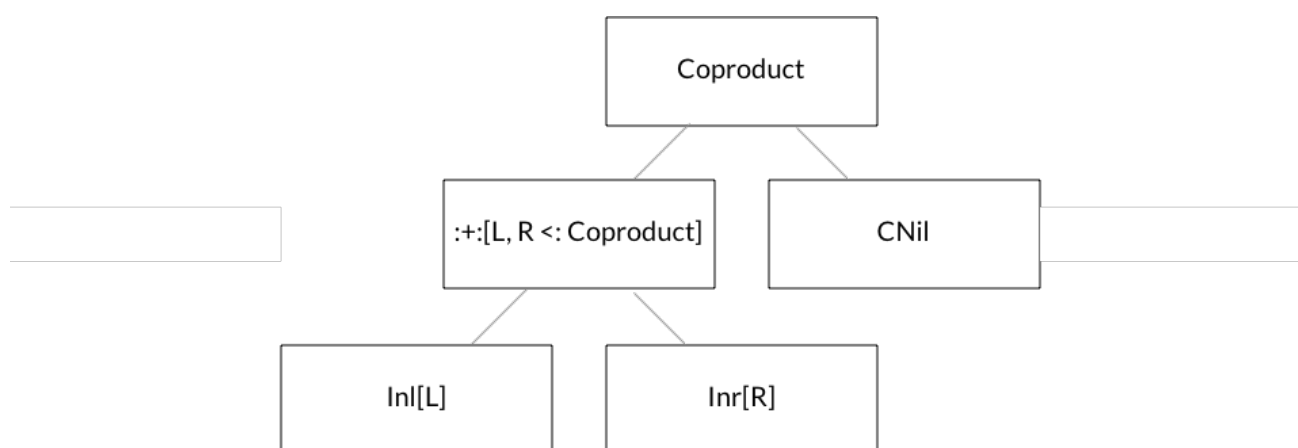 Coproduct
:+:[L, R <: Coproduct]
CNil
Inl[L]
Inr[R]